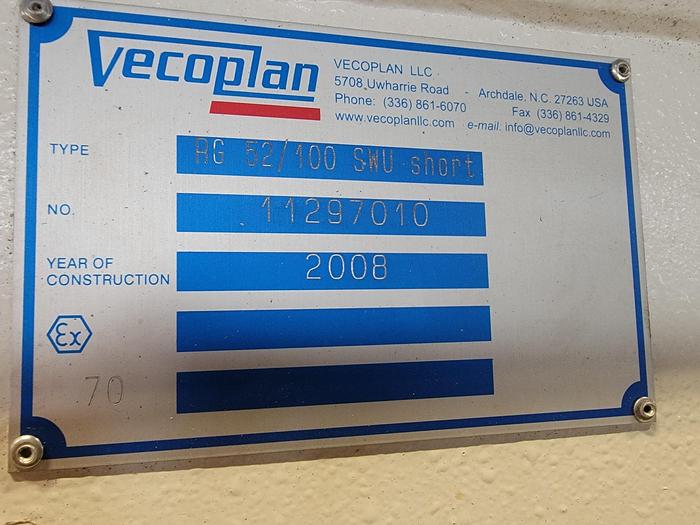 Vecoplan
VECOPLAN LLC
5708 Uwharrie Road - Archdale, N.C. 27263 USA
Phone: (336) 861-6070 Fax (336) 861-4329
www.vecoplanllc.com e-mail: info@vecoplanllc.com
TYPE RG 52/100 SWU-short
NO. 11297010
YEAR OF
CONSTRUCTION 2008
Ex
70